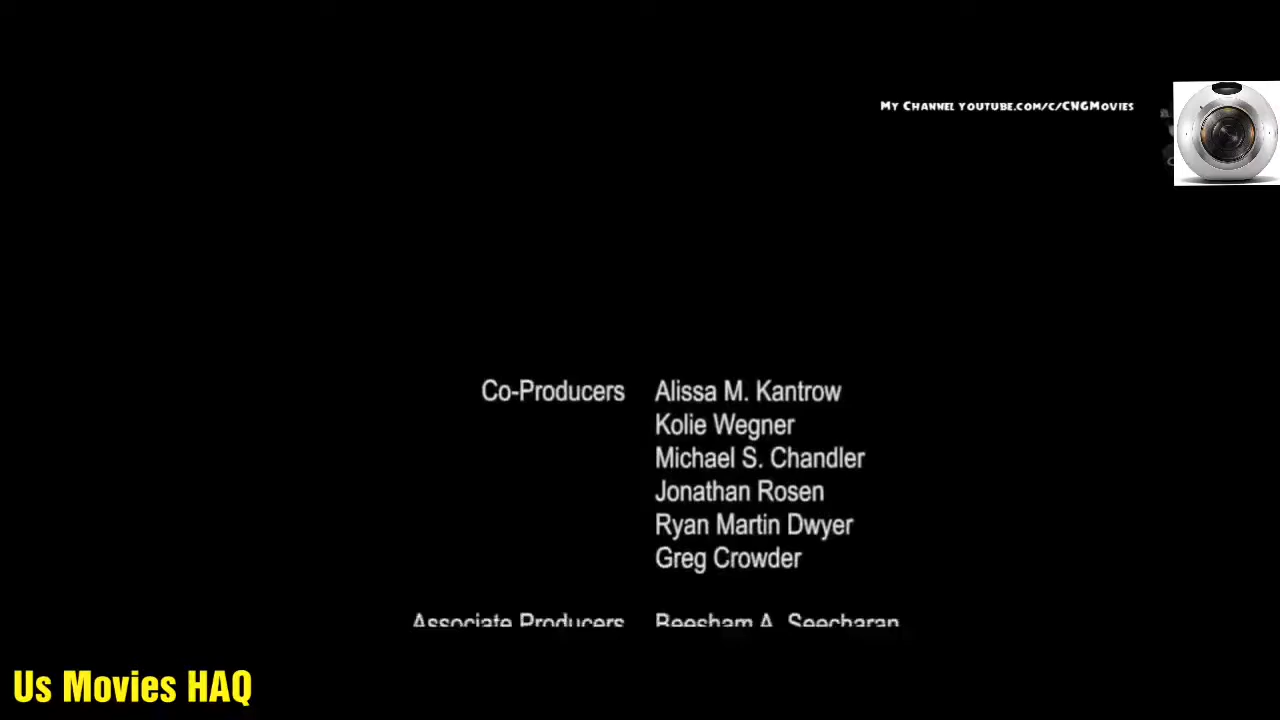 My Channel youtube.com/c/CNGMovies
Co-Producers Alissa M. Kantrow
Kolie Wegner
Michael S. Chandler
Jonathan Rosen
Ryan Martin Dwyer
Greg Crowder
Associate Producers Beesham A. Seecharan
Us Movies HAQ